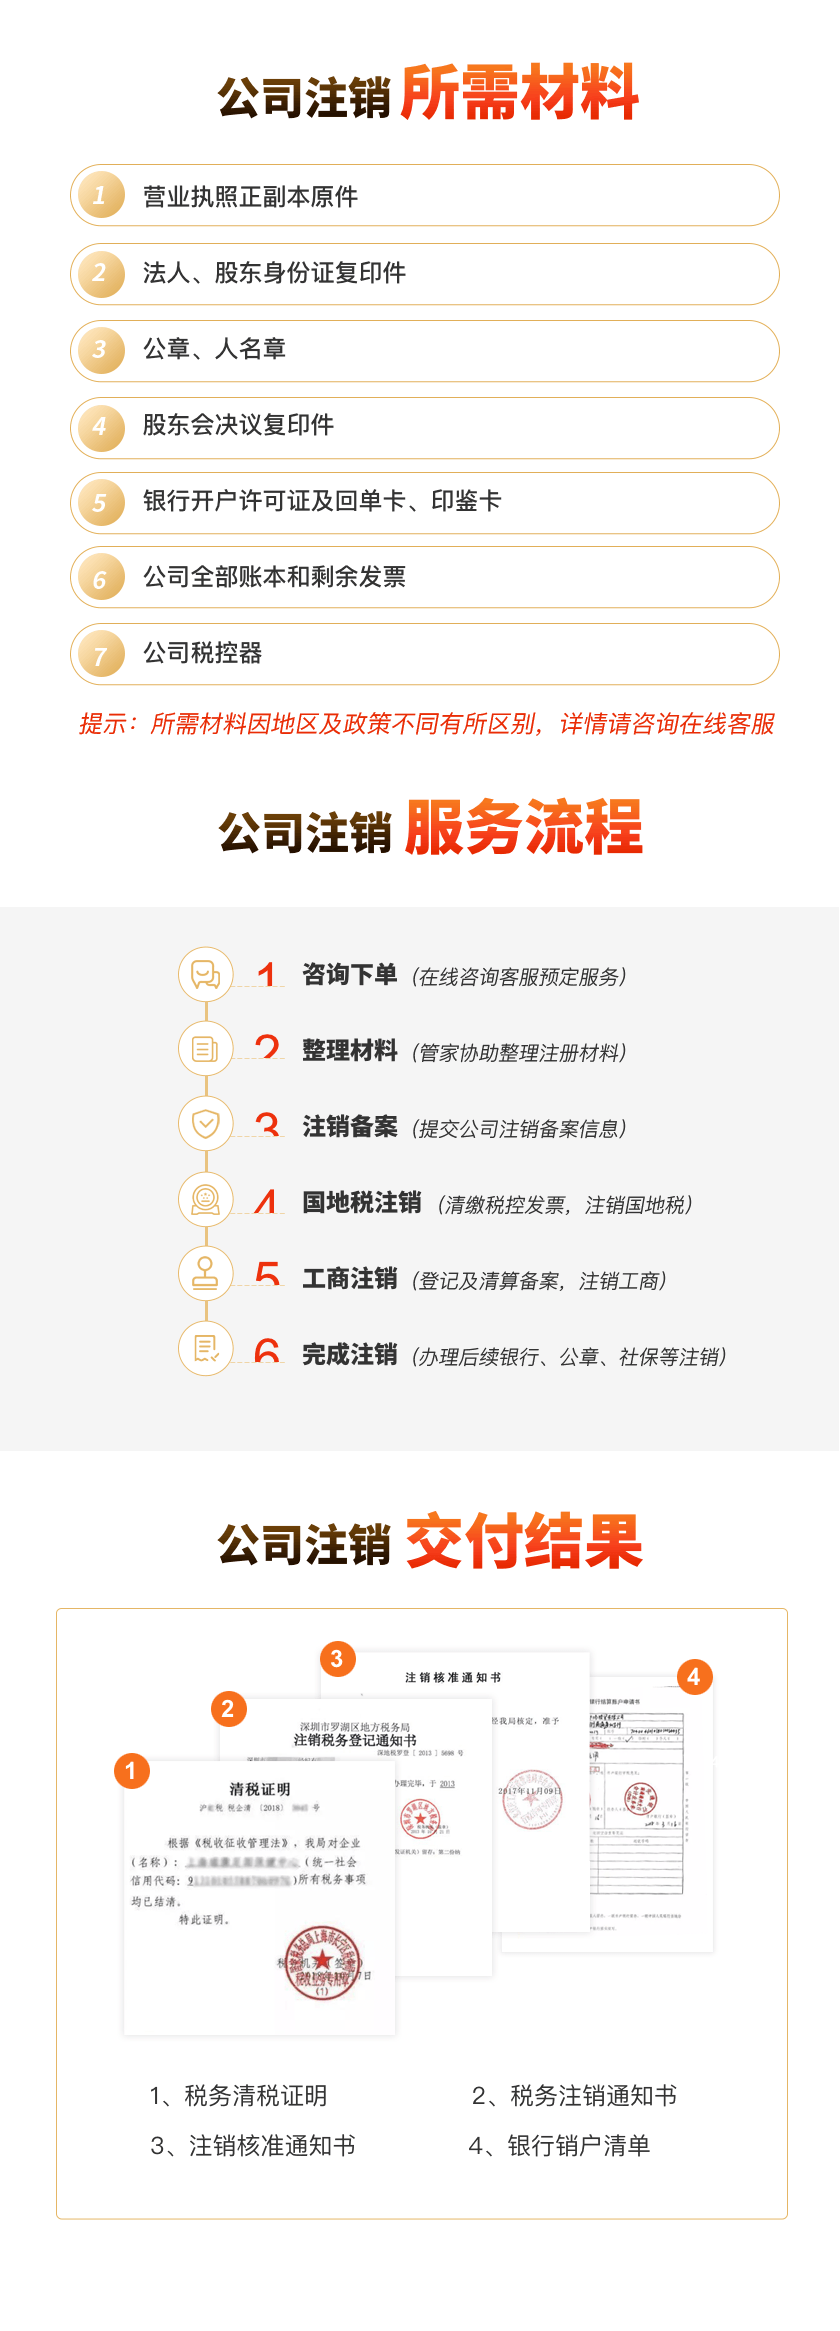 公司注销 所需材料
1 营业执照正副本原件
2 法人、股东身份证复印件
3 公章、人名章
4 股东会决议复印件
5 银行开户许可证及回单卡、印鉴卡
6 公司全部账本和剩余发票
7 公司税控器
提示：所需材料因地区及政策不同有所区别，详情请咨询在线客服
公司注销 服务流程
1 咨询下单（在线咨询客服预定服务）
2 整理材料（管家协助整理注册材料）
3 注销备案（提交公司注销备案信息）
4 国地税注销（清缴税控发票，注销国地税）
5 工商注销（登记及清算备案，注销工商）
6 完成注销（办理后续银行、公章、社保等注销）
公司注销 交付结果
3
注销核准通知书
经我局核定，准予
2017年11月09日
4
银行结算账户申请书
2
深圳市罗湖区地方税务局
注销税务登记通知书
深地税罗登［2013］5698 号
办理完毕，于 2013
1
清税证明
税企清［2018］
号
根据《税收征收管理法》，我局对企业
（名称）：
（统一社会
信用代码：
）所有税务事项
均已结清。
特此证明。
(1)
1、税务清税证明
2、税务注销通知书
3、注销核准通知书
4、银行销户清单